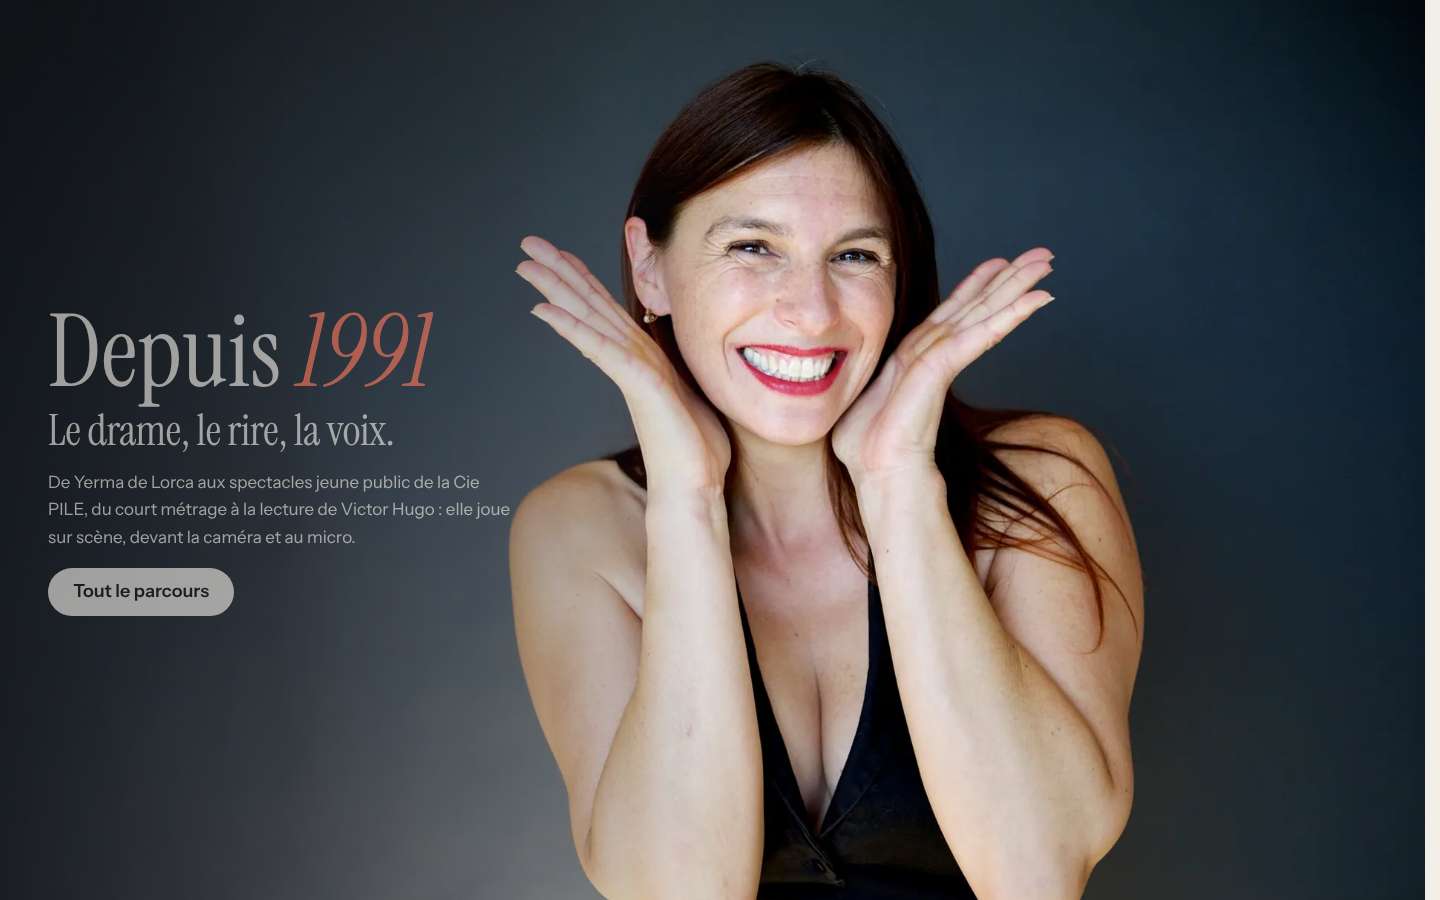 Depuis 1991
Le drame, le rire, la voix.
De Yerma de Lorca aux spectacles jeune public de la Cie
PILE, du court métrage à la lecture de Victor Hugo : elle joue
sur scène, devant la caméra et au micro.
Tout le parcours